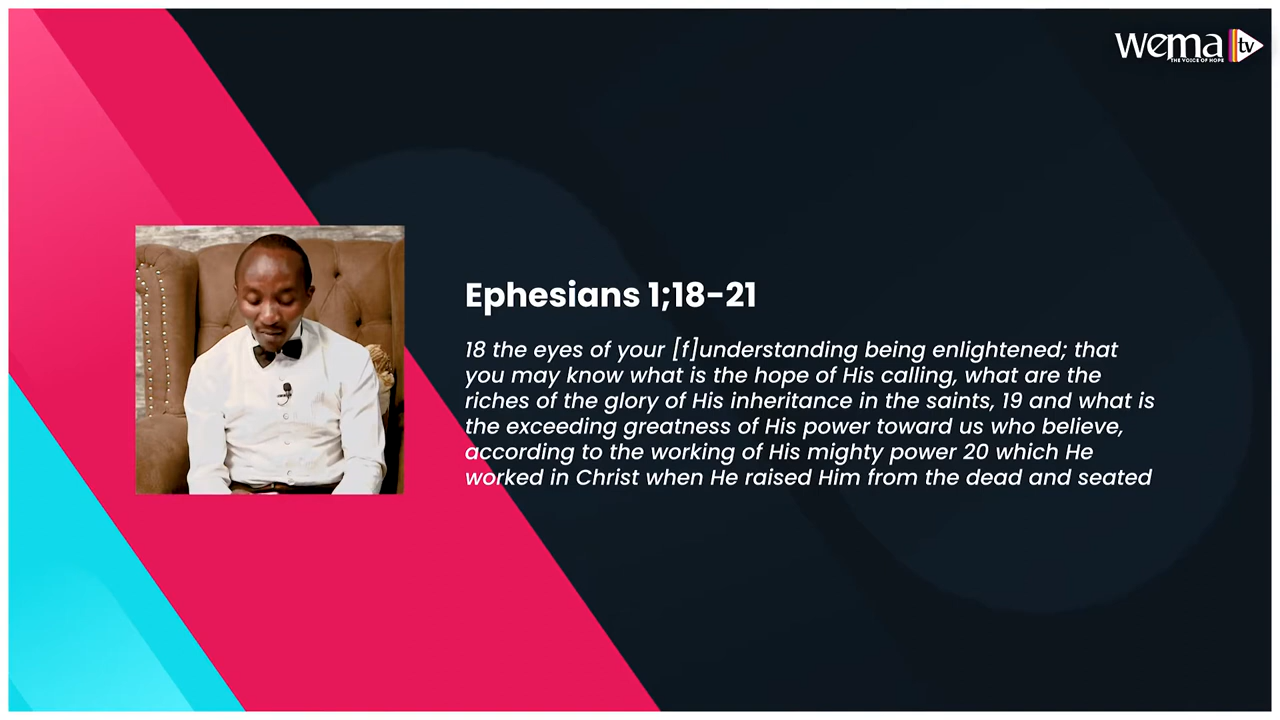 wema tv
THE VOICE OF HOPE
Ephesians 1;18-21
18 the eyes of your [f]understanding being enlightened; that
you may know what is the hope of His calling, what are the
riches of the glory of His inheritance in the saints, 19 and what is
the exceeding greatness of His power toward us who believe,
according to the working of His mighty power 20 which He
worked in Christ when He raised Him from the dead and seated